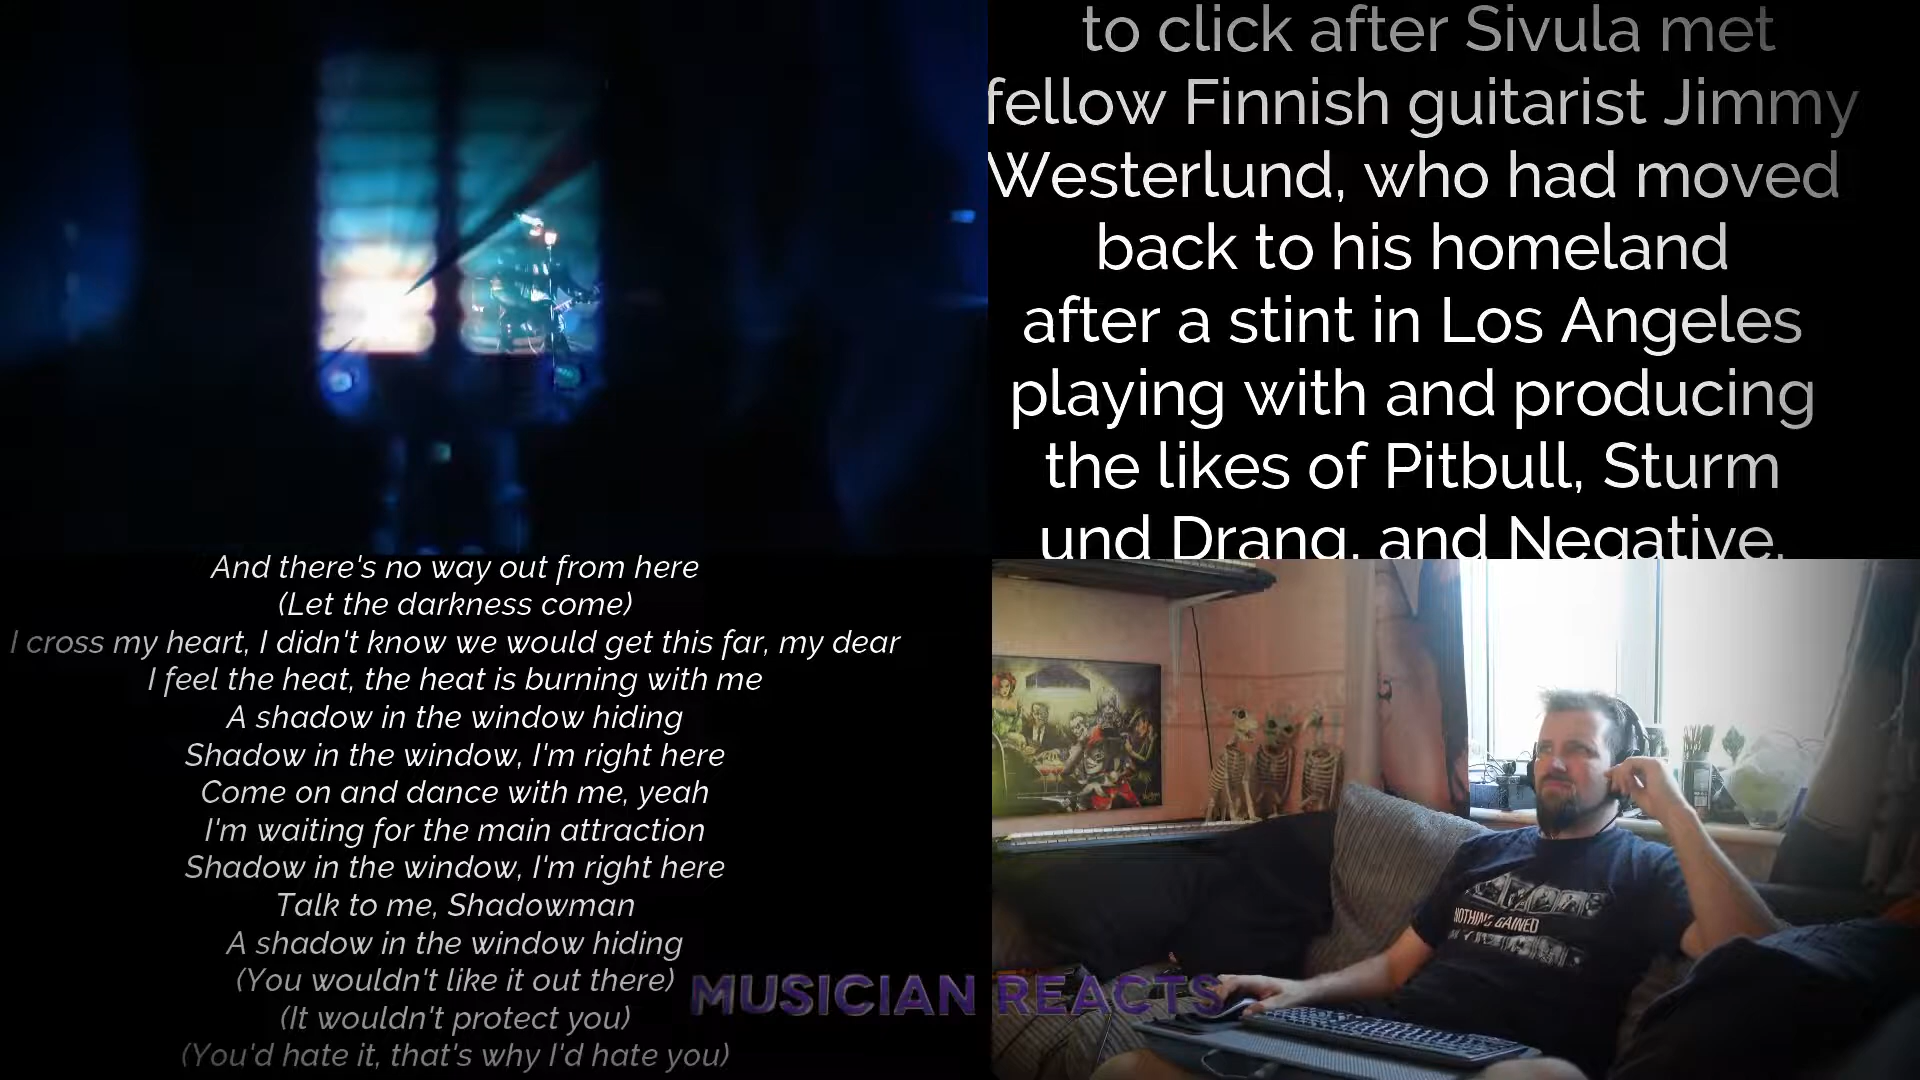 to click after Sivula met
fellow Finnish guitarist Jimmy
Westerlund, who had moved
back to his homeland
after a stint in Los Angeles
playing with and producing
the likes of Pitbull, Sturm
und Drang, and Negative,
And there's no way out from here
(Let the darkness come)
I cross my heart, I didn't know we would get this far, my dear
I feel the heat, the heat is burning with me
A shadow in the window hiding
Shadow in the window, I'm right here
Come on and dance with me, yeah
I'm waiting for the main attraction
Shadow in the window, I'm right here
Talk to me, Shadowman
A shadow in the window hiding
(You wouldn't like it out there)
(It wouldn't protect you)
(You'd hate it, that's why I'd hate you)
MUSICIAN REACTS
NOTHING GAINED